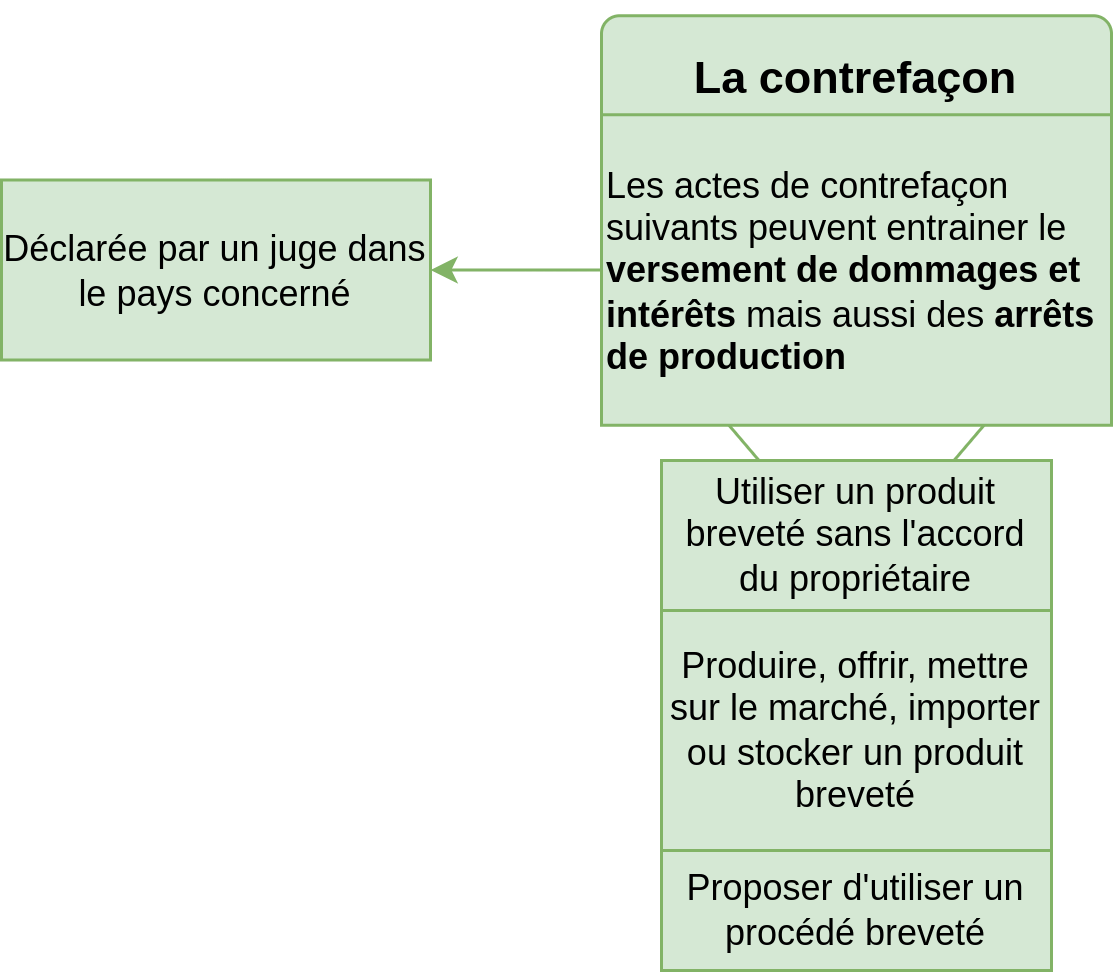 La contrefaçon
Les actes de contrefaçon
suivants peuvent entrainer le
versement de dommages et
intérêts mais aussi des arrêts
de production
Déclarée par un juge dans
le pays concerné
Utiliser un produit
breveté sans l'accord
du propriétaire
Produire, offrir, mettre
sur le marché, importer
ou stocker un produit
breveté
Proposer d'utiliser un
procédé breveté